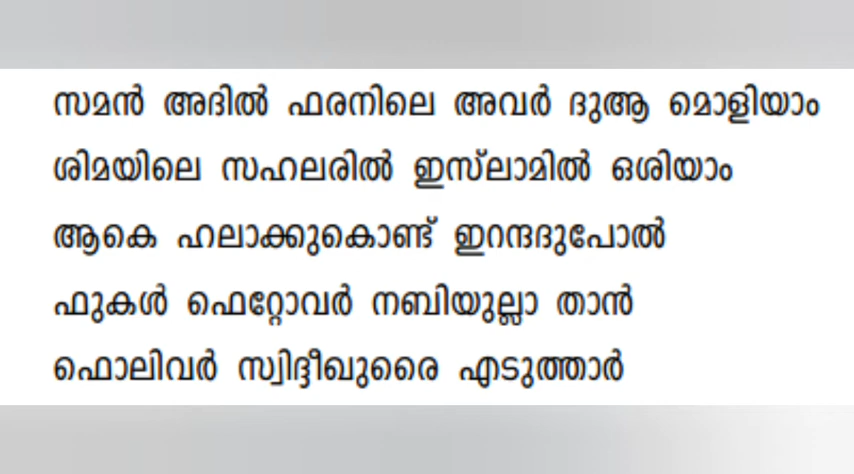 സമൻ അദിൽ ഫരനിലെ അവർ ദുആ മൊളിയാം
ശിമയിലെ സഹലരിൽ ഇസ്‌ലാമിൽ ഒശിയാം
ആകെ ഹലാക്കുകൊണ്ട് ഇറന്ദദുപോൽ
ഫുകൾ ഫെറ്റോവർ നബിയുല്ലാ താൻ
ഫൊലിവർ സ്വിദ്ദീഖുരൈ എടുത്താർ